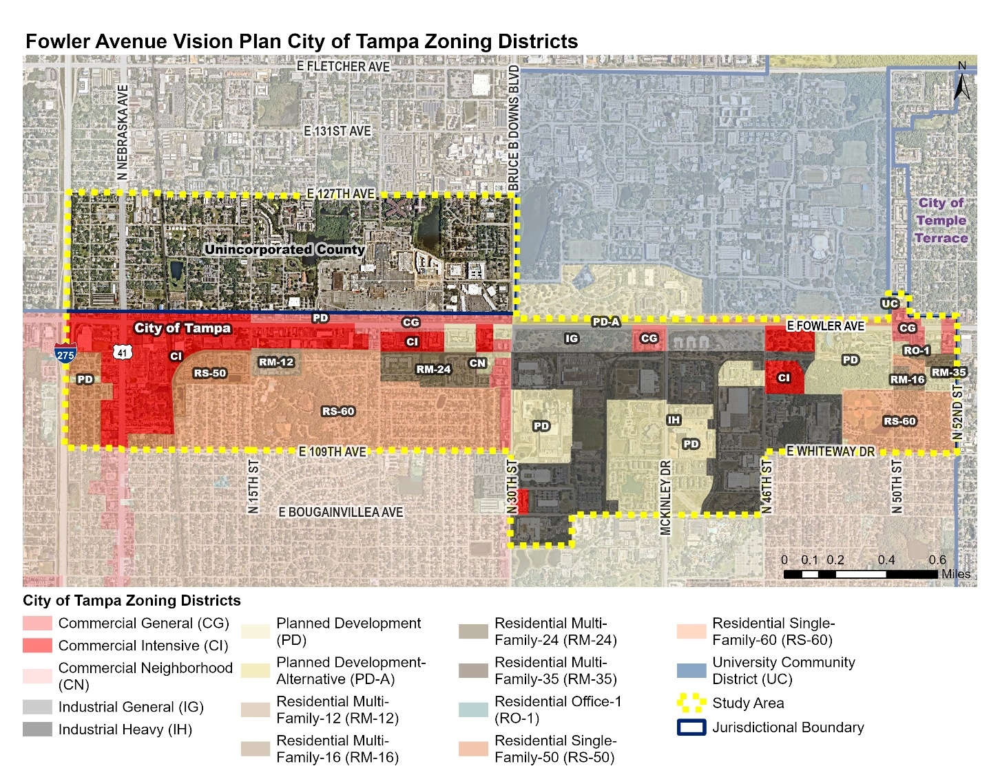 Fowler Avenue Vision Plan City of Tampa Zoning Districts
E FLETCHER AVE
N
N NEBRASKA AVE
BRUCE B DOWNS BLVD
E 131ST AVE
E 127TH AVE
City of
Temple
Terrace
Unincorporated County
UC
PD
CG
PD-A
E FOWLER AVE
City of Tampa
CG
275
41
CI
CI
IG
CG
RO-1
PD
RM-12
CN
RM-24
RS-50
PD
CI
RM-16
RM-35
RS-60
PD
IH
PD
RS-60
N 52ND ST
E 109TH AVE
E WHITEWAY DR
N 15TH ST
N 30TH ST
MCKINLEY DR
N 46TH ST
N 50TH ST
E BOUGAINVILLEA AVE
0 0.1 0.2 0.4 0.6
Miles
City of Tampa Zoning Districts
Commercial General (CG)
Commercial Intensive (CI)
Commercial Neighborhood
(CN)
Industrial General (IG)
Industrial Heavy (IH)
Planned Development
(PD)
Planned Development-
Alternative (PD-A)
Residential Multi-
Family-12 (RM-12)
Residential Multi-
Family-16 (RM-16)
Residential Multi-
Family-24 (RM-24)
Residential Multi-
Family-35 (RM-35)
Residential Office-1
(RO-1)
Residential Single-
Family-50 (RS-50)
Residential Single-
Family-60 (RS-60)
University Community
District (UC)
Study Area
Jurisdictional Boundary